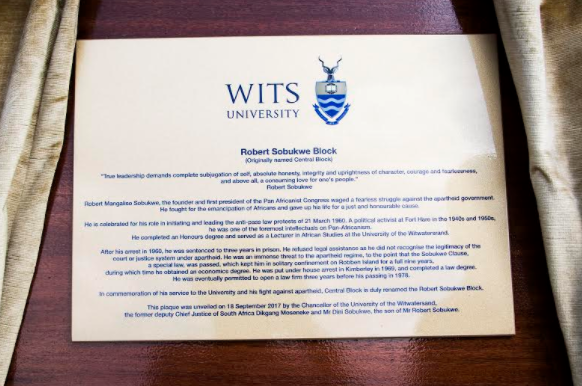 WITS
UNIVERSITY
Robert Sobukwe Block
(Originally named Central Block)
"True leadership demands complete subjugation of self, absolute honesty, integrity and uprightness of character, courage and fearlessness,
and above all, a consuming love for one's people."
Robert Sobukwe
Robert Mangaliso Sobukwe, the founder and first president of the Pan Africanist Congress waged a fearless struggle against the apartheid government.
He fought for the emancipation of Africans and gave up his life for a just and honourable cause.
He is celebrated for his role in initiating and leading the anti-pass law protests of 21 March 1960. A political activist at Fort Hare in the 1940s and 1950s,
he was one of the foremost intellectuals on Pan-Africanism.
He completed an Honours degree and served as a Lecturer in African Studies at the University of the Witwatersrand.
After his arrest in 1960, he was sentenced to three years in prison. He refused legal assistance as he did not recognise the legitimacy of the
court or justice system under apartheid. He was an immense threat to the apartheid regime, to the point that the Sobukwe Clause,
a special law, was passed, which kept him in solitary confinement on Robben Island for a full nine years,
during which time he obtained an economics degree. He was put under house arrest in Kimberley in 1969, and completed a law degree.
He was eventually permitted to open a law firm three years before his passing in 1978.
In commemoration of his service to the University and his fight against apartheid, Central Block is duly renamed the Robert Sobukwe Block.
This plaque was unveiled on 18 September 2017 by the Chancellor of the University of the Witwatersrand,
the former deputy Chief Justice of South Africa Dikgang Moseneke and Mr Dini Sobukwe, the son of Mr Robert Sobukwe.